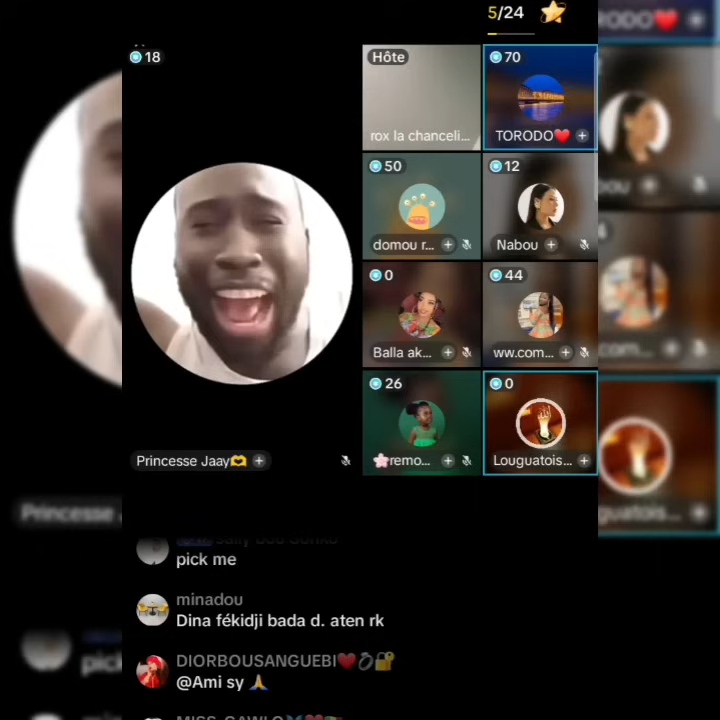 5/24
18
Hôte
rox la chanceli...
70
TORODO❤️ +
50
domou r... +
12
Nabou +
0
Balla ak... +
44
ww.com... +
26
🌸remo... +
0
Louguatois... +
Princesse Jaay🫶 +
pick me
minadou
Dina fékidji bada d. aten rk
DIORBOUSANGUEBI❤️💍🔐
@Ami sy 🙏